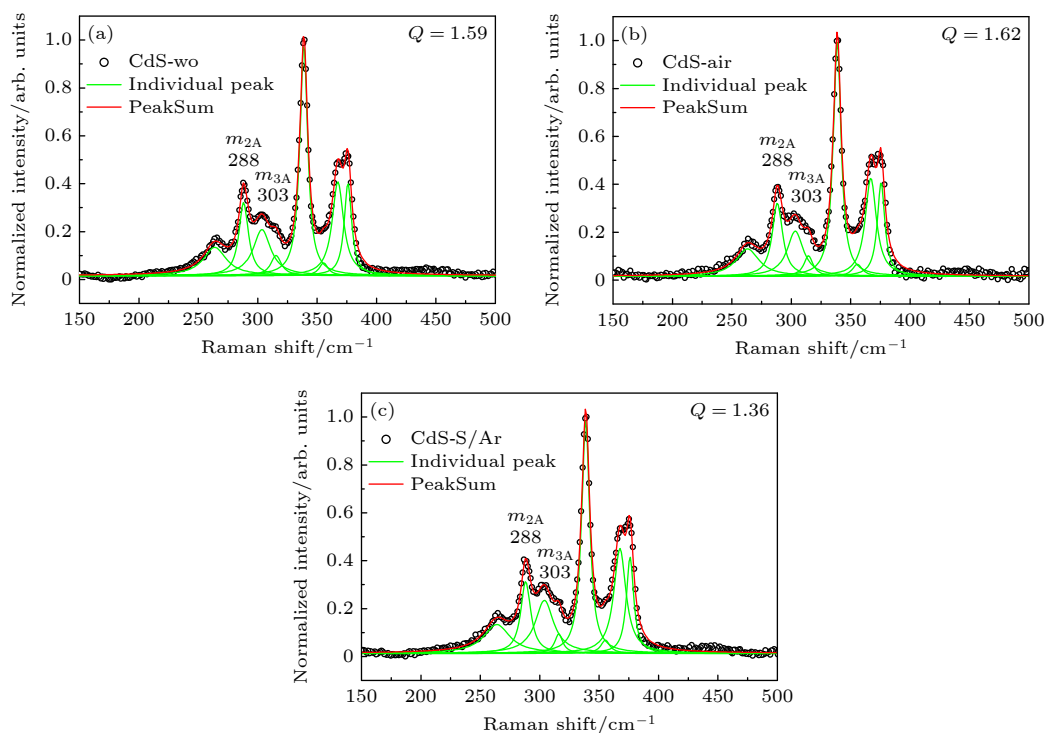 (a)
Q = 1.59
CdS-wo
Individual peak
PeakSum
m2A
288
m3A
303
Normalized intensity/arb. units
1.0
0.8
0.6
0.4
0.2
0
150 200 250 300 350 400 450 500
Raman shift/cm−1
(b)
Q = 1.62
CdS-air
Individual peak
PeakSum
m2A
288
m3A
303
Normalized intensity/arb. units
1.0
0.8
0.6
0.4
0.2
0
150 200 250 300 350 400 450 500
Raman shift/cm−1
(c)
Q = 1.36
CdS-S/Ar
Individual peak
PeakSum
m2A
288
m3A
303
Normalized intensity/arb. units
1.0
0.8
0.6
0.4
0.2
0
150 200 250 300 350 400 450 500
Raman shift/cm−1